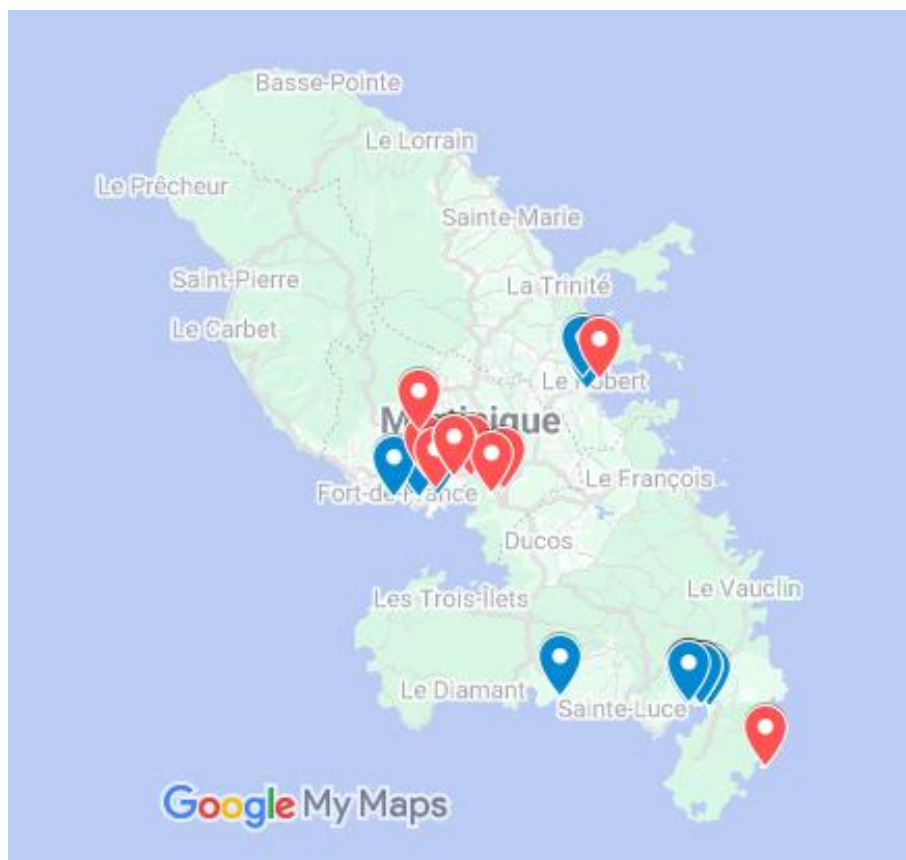 Basse-Pointe
Le Lorrain
Le Prêcheur
Sainte-Marie
Saint-Pierre
La Trinité
Le Carbet
Le Robert
Martinique
Le François
Fort-de-France
Ducos
Le Vauclin
Les Trois-Îlets
Le Diamant
Sainte-Luce
Google My Maps